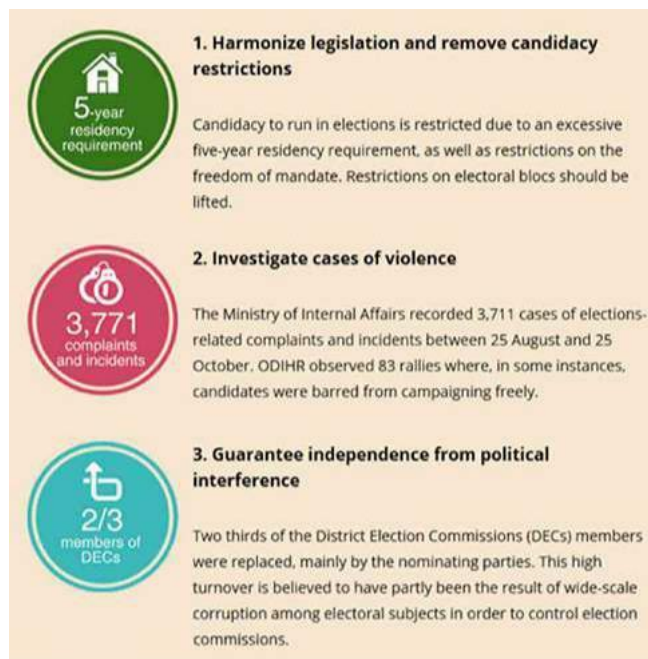 1. Harmonize legislation and remove candidacy
restrictions
5-year
residency
requirement
Candidacy to run in elections is restricted due to an excessive
five-year residency requirement, as well as restrictions on the
freedom of mandate. Restrictions on electoral blocs should be
lifted.
2. Investigate cases of violence
3,771
complaints
and incidents
The Ministry of Internal Affairs recorded 3,711 cases of elections-
related complaints and incidents between 25 August and 25
October. ODIHR observed 83 rallies where, in some instances,
candidates were barred from campaigning freely.
3. Guarantee independence from political
interference
2/3
members of
DECs
Two thirds of the District Election Commissions (DECs) members
were replaced, mainly by the nominating parties. This high
turnover is believed to have partly been the result of wide-scale
corruption among electoral subjects in order to control election
commissions.